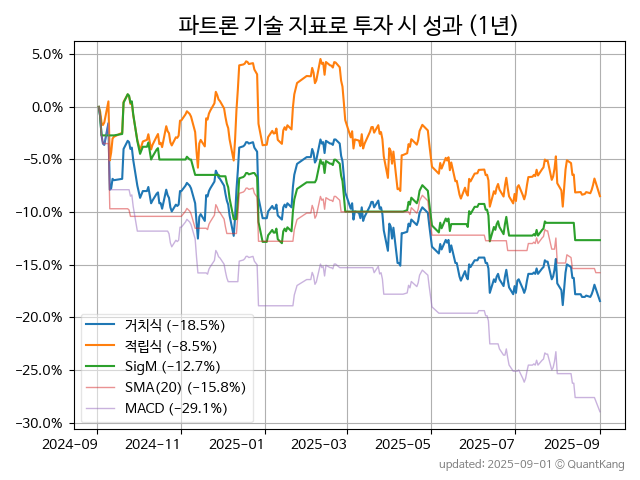 파트론 기술 지표로 투자 시 성과 (1년)
5.0%
0.0%
−5.0%
−10.0%
−15.0%
−20.0%
−25.0%
−30.0%
거치식 (−18.5%)
적립식 (−8.5%)
SigM (−12.7%)
SMA(20) (−15.8%)
MACD (−29.1%)
2024-09 2024-11 2025-01 2025-03 2025-05 2025-07 2025-09
updated: 2025-09-01 © QuantKang